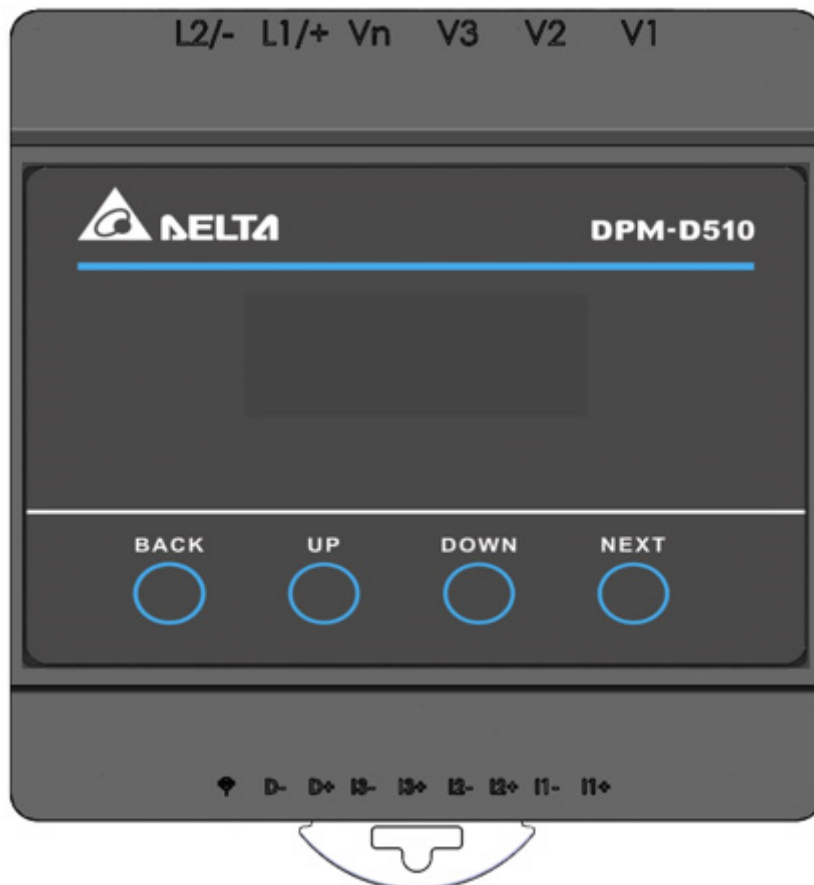 L2/- L1/+ Vn V3 V2 V1
DELTA DPM-D510
BACK UP DOWN NEXT
D- D+ I3- I3+ I2- I2+ I1- I1+